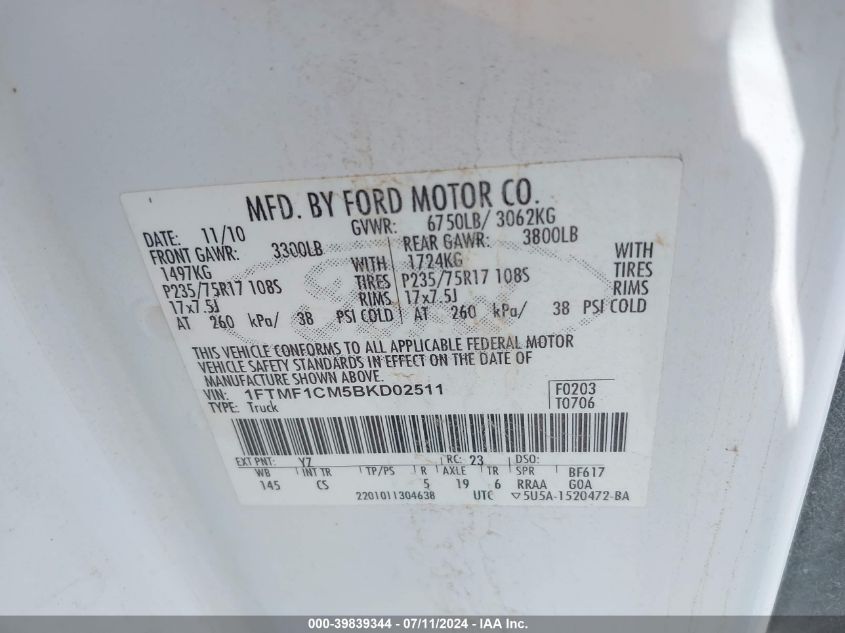 MFD. BY FORD MOTOR CO.
DATE: 11/10 GVWR: 6750LB/ 3062KG
FRONT GAWR: 3300LB REAR GAWR: 3800LB
1497KG WITH 1724KG WITH
P235/75R17 108S TIRES P235/75R17 108S TIRES
17x7.5J RIMS 17x7.5J RIMS
AT 260 kPa/ 38 PSI COLD AT 260 kPa/ 38 PSI COLD
THIS VEHICLE CONFORMS TO ALL APPLICABLE FEDERAL MOTOR
VEHICLE SAFETY STANDARDS IN EFFECT ON THE DATE OF
MANUFACTURE SHOWN ABOVE.
VIN: 1FTMF1CM5BKD02511 F0203
TYPE: Truck T0706
EXT PNT: YZ RC: 23 DSO:
WB INT TR TP/PS R AXLE TR SPR BF617
145 CS 5 19 6 RRAA GOA
2201011304638 UTC ▽5U5A-1520472-BA
000-39839344 - 07/11/2024 - IAA Inc.